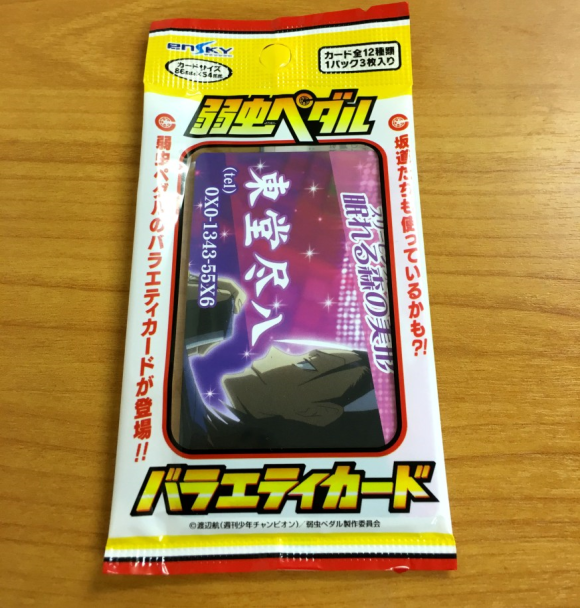 ensky
カード全12種類
1パック3枚入り
カードサイズ
86mm×54mm
弱虫ペダル
坂道たちも使っているかも?!
眠れる森の美形
東堂尽八
(tel)
0X0-1343-55X6
弱虫ペダルのバラエティカードが登場!!
バラエティカード
©渡辺航(週刊少年チャンピオン)/弱虫ペダル製作委員会